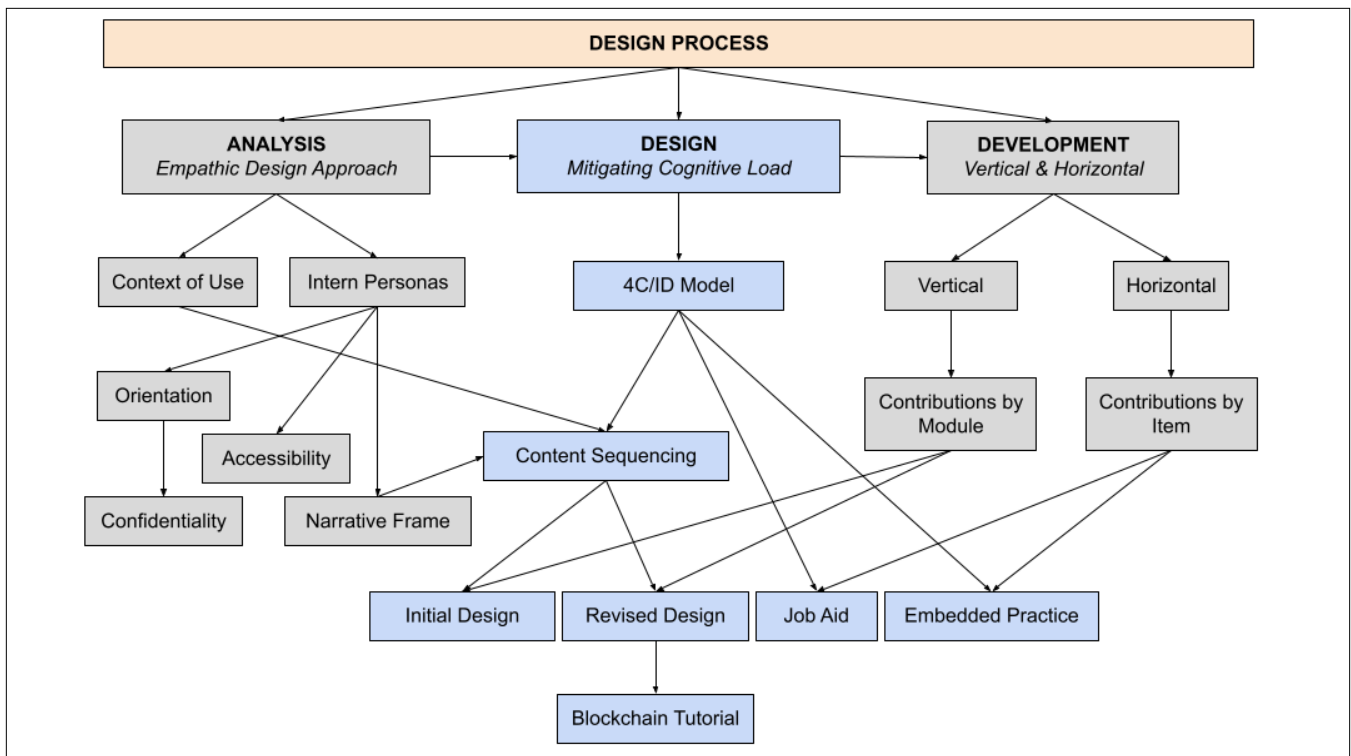 DESIGN PROCESS
ANALYSIS
Empathic Design Approach
DESIGN
Mitigating Cognitive Load
DEVELOPMENT
Vertical & Horizontal
Context of Use
Intern Personas
4C/ID Model
Vertical
Horizontal
Orientation
Contributions by
Module
Contributions by
Item
Accessibility
Content Sequencing
Confidentiality
Narrative Frame
Initial Design
Revised Design
Job Aid
Embedded Practice
Blockchain Tutorial